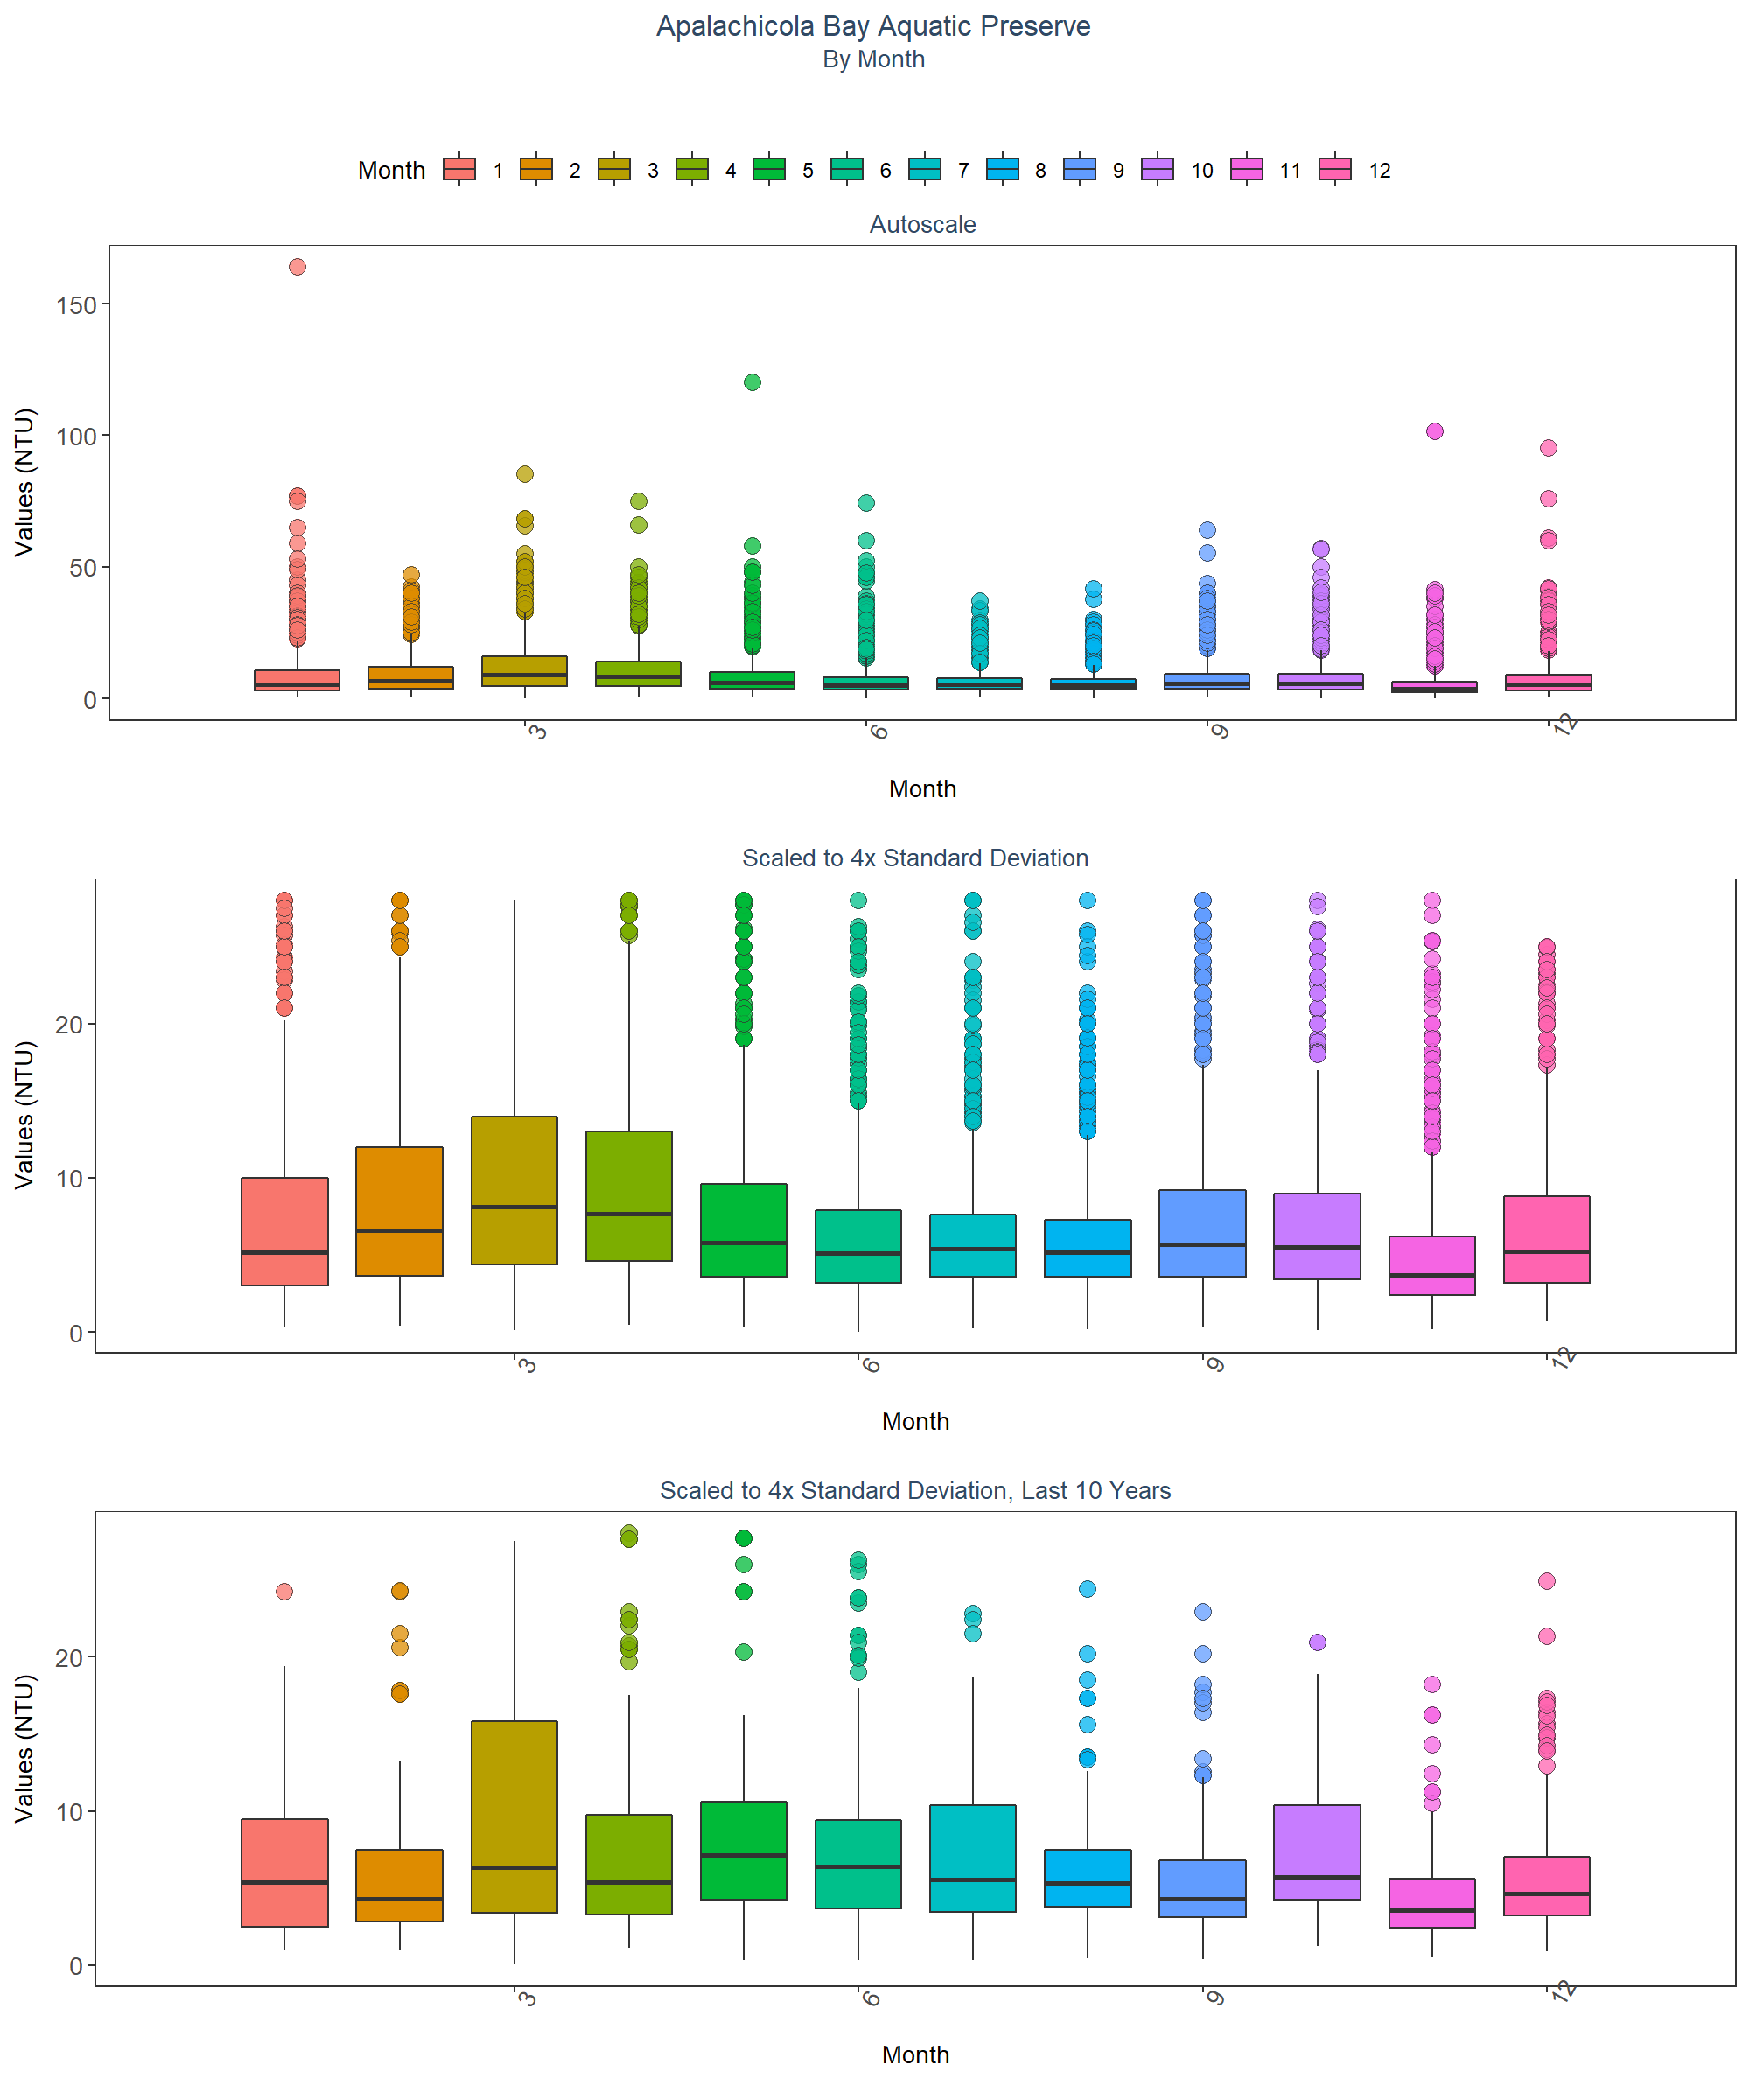 Apalachicola Bay Aquatic Preserve
By Month
Month 1 2 3 4 5 6 7 8 9 10 11 12
Autoscale
Values (NTU)
150
100
50
0
3 6 9 12
Month
Scaled to 4x Standard Deviation
Values (NTU)
20
10
0
3 6 9 12
Month
Scaled to 4x Standard Deviation, Last 10 Years
Values (NTU)
20
10
0
3 6 9 12
Month